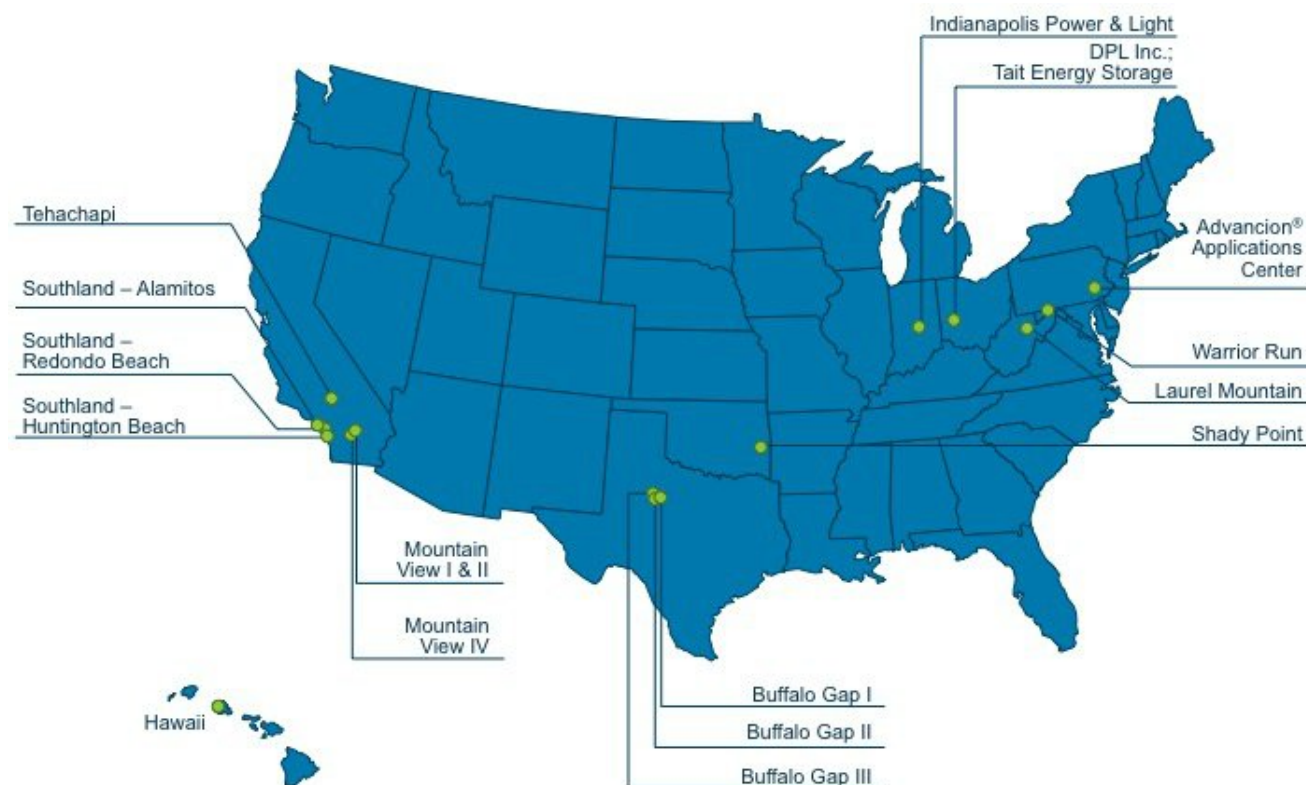 Indianapolis Power & Light
DPL Inc.;
Tait Energy Storage
Tehachapi
Southland – Alamitos
Southland –
Redondo Beach
Southland –
Huntington Beach
Advancion®
Applications
Center
Warrior Run
Laurel Mountain
Shady Point
Mountain
View I & II
Mountain
View IV
Buffalo Gap I
Buffalo Gap II
Buffalo Gap III
Hawaii